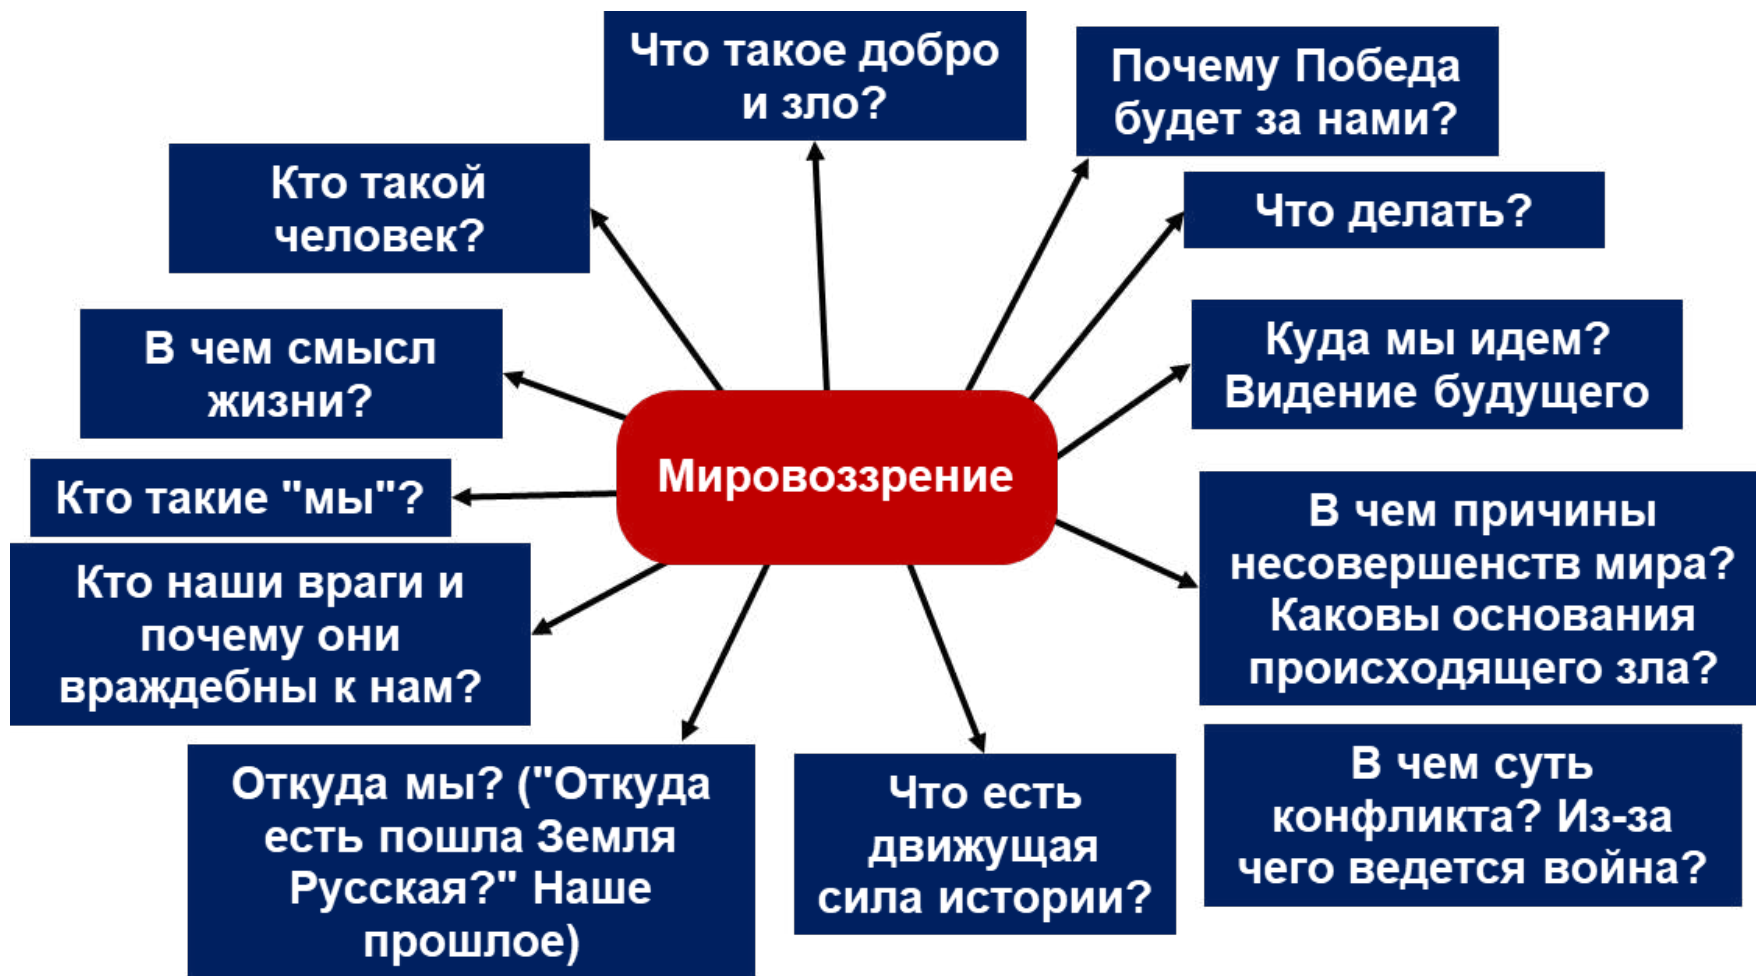 Что такое добро
и зло?
Почему Победа
будет за нами?
Кто такой
человек?
Что делать?
В чем смысл
жизни?
Куда мы идем?
Видение будущего
Мировоззрение
Кто такие "мы"?
В чем причины
несовершенств мира?
Каковы основания
происходящего зла?
Кто наши враги и
почему они
враждебны к нам?
Откуда мы? ("Откуда
есть пошла Земля
Русская?" Наше
прошлое)
Что есть
движущая
сила истории?
В чем суть
конфликта? Из-за
чего ведется война?